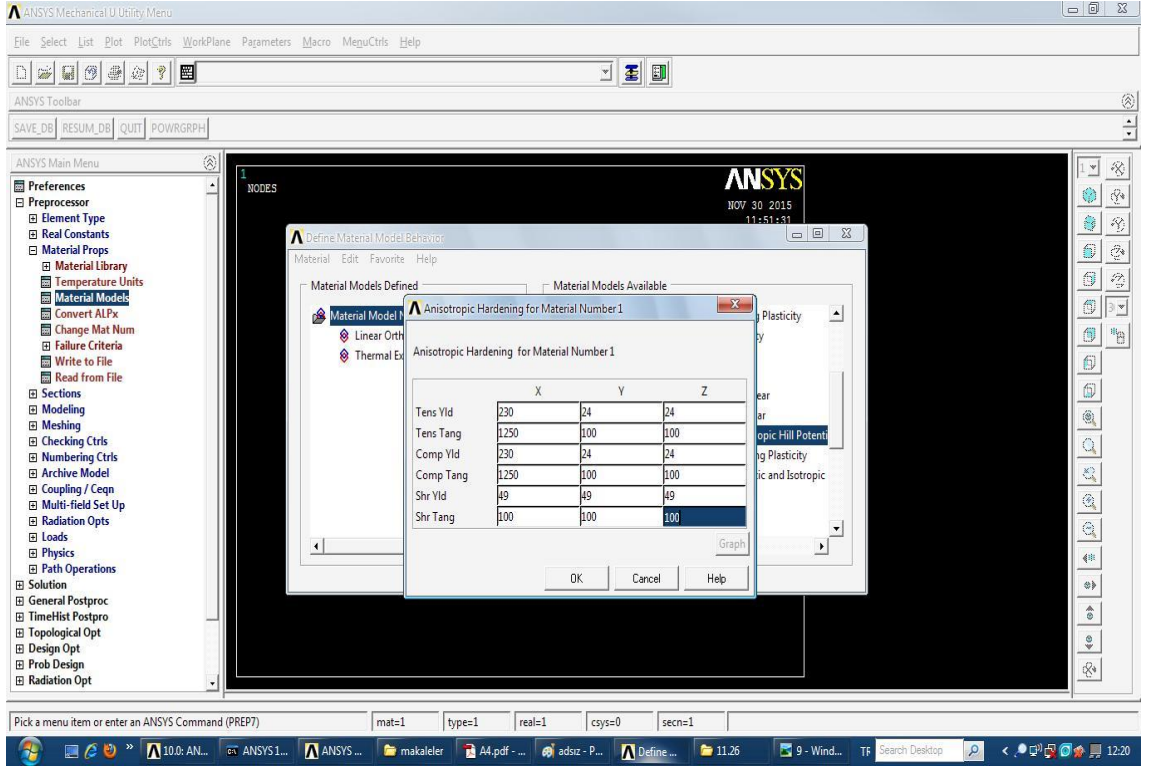 ANSYS Mechanical U Utility Menu
File Select List Plot PlotCtrls WorkPlane Parameters Macro MenuCtrls Help
ANSYS Toolbar
SAVE_DB RESUM_DB QUIT POWRGRPH
ANSYS Main Menu
Preferences
Preprocessor
Element Type
Real Constants
Material Props
Material Library
Temperature Units
Material Models
Convert ALPx
Change Mat Num
Failure Criteria
Write to File
Read from File
Sections
Modeling
Meshing
Checking Ctrls
Numbering Ctrls
Archive Model
Coupling / Ceqn
Multi-field Set Up
Radiation Opts
Loads
Physics
Path Operations
Solution
General Postproc
TimeHist Postpro
Topological Opt
Design Opt
Prob Design
Radiation Opt
1
NODES
ANSYS
NOV 30 2015
11:51:31
Define Material Model Behavior
Material Edit Favorite Help
Material Models Defined
Material Models Available
Material Model N
Linear Orth
Thermal Ex
g Plasticity
ty
ear
ar
opic Hill Potenti
ng Plasticity
ic and Isotropic
Anisotropic Hardening for Material Number 1
Anisotropic Hardening for Material Number 1
X Y Z
Tens Yld 230 24 24
Tens Tang 1250 100 100
Comp Yld 230 24 24
Comp Tang 1250 100 100
Shr Yld 49 49 49
Shr Tang 100 100 100
Graph
OK Cancel Help
1
3
Pick a menu item or enter an ANSYS Command (PREP7) mat=1 type=1 real=1 csys=0 secn=1
10.0: AN... ANSYS 1... ANSYS ... makaleler A4.pdf - ... adsız - P... Define ... 11.26 9 - Wind... TR Search Desktop 12:20